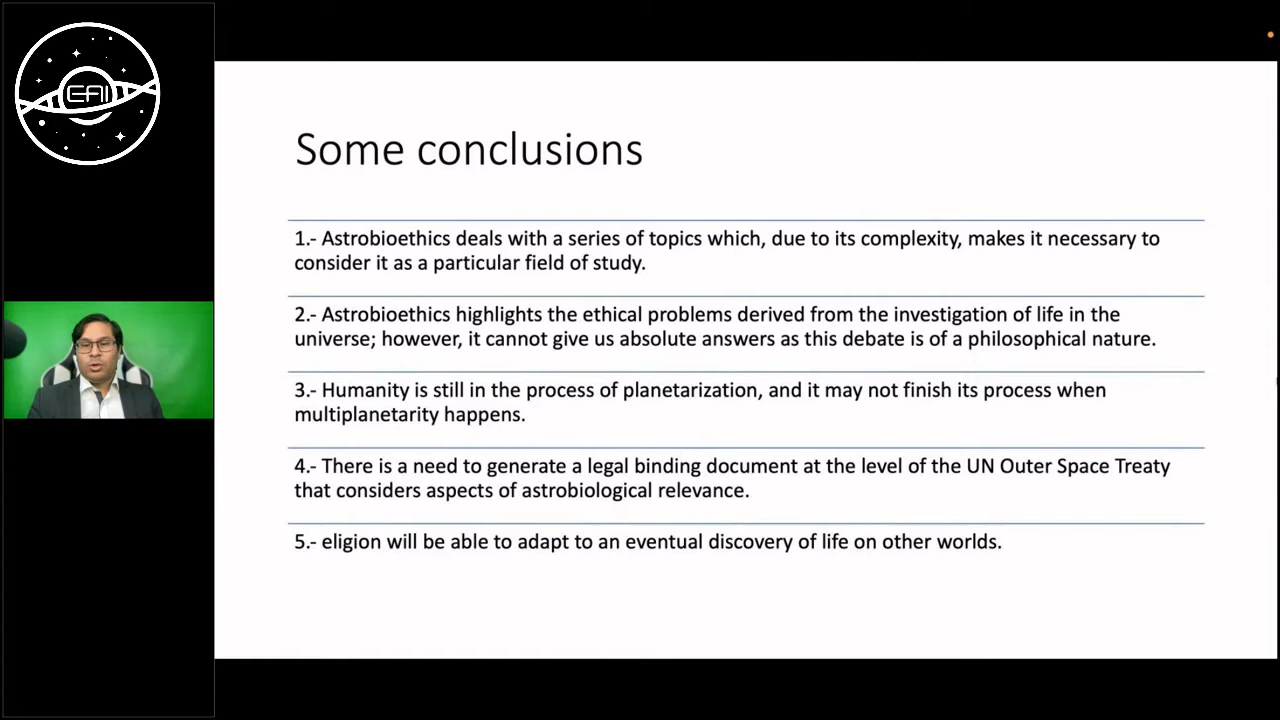 EAI
Some conclusions
1.- Astrobioethics deals with a series of topics which, due to its complexity, makes it necessary to
consider it as a particular field of study.
2.- Astrobioethics highlights the ethical problems derived from the investigation of life in the
universe; however, it cannot give us absolute answers as this debate is of a philosophical nature.
3.- Humanity is still in the process of planetarization, and it may not finish its process when
multiplanetarity happens.
4.- There is a need to generate a legal binding document at the level of the UN Outer Space Treaty
that considers aspects of astrobiological relevance.
5.- eligion will be able to adapt to an eventual discovery of life on other worlds.